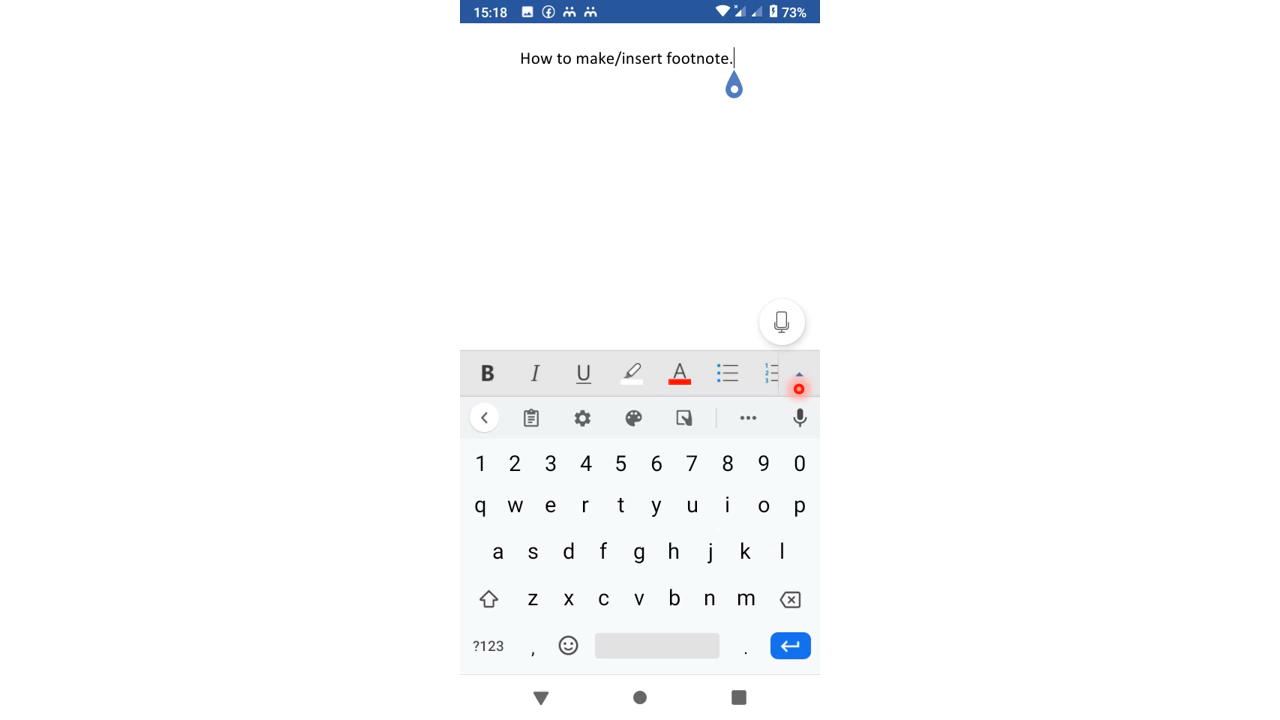 15:18 73%
How to make/insert footnote.
B I U A
1 2 3 4 5 6 7 8 9 0
q w e r t y u i o p
a s d f g h j k l
z x c v b n m
?123 , .